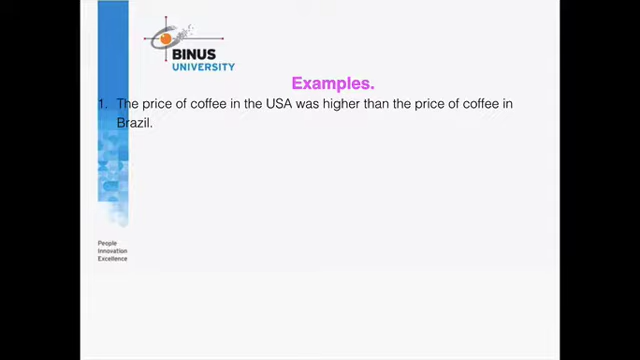 BINUS
UNIVERSITY
Examples.
1. The price of coffee in the USA was higher than the price of coffee in
Brazil.
People
Innovation
Excellence